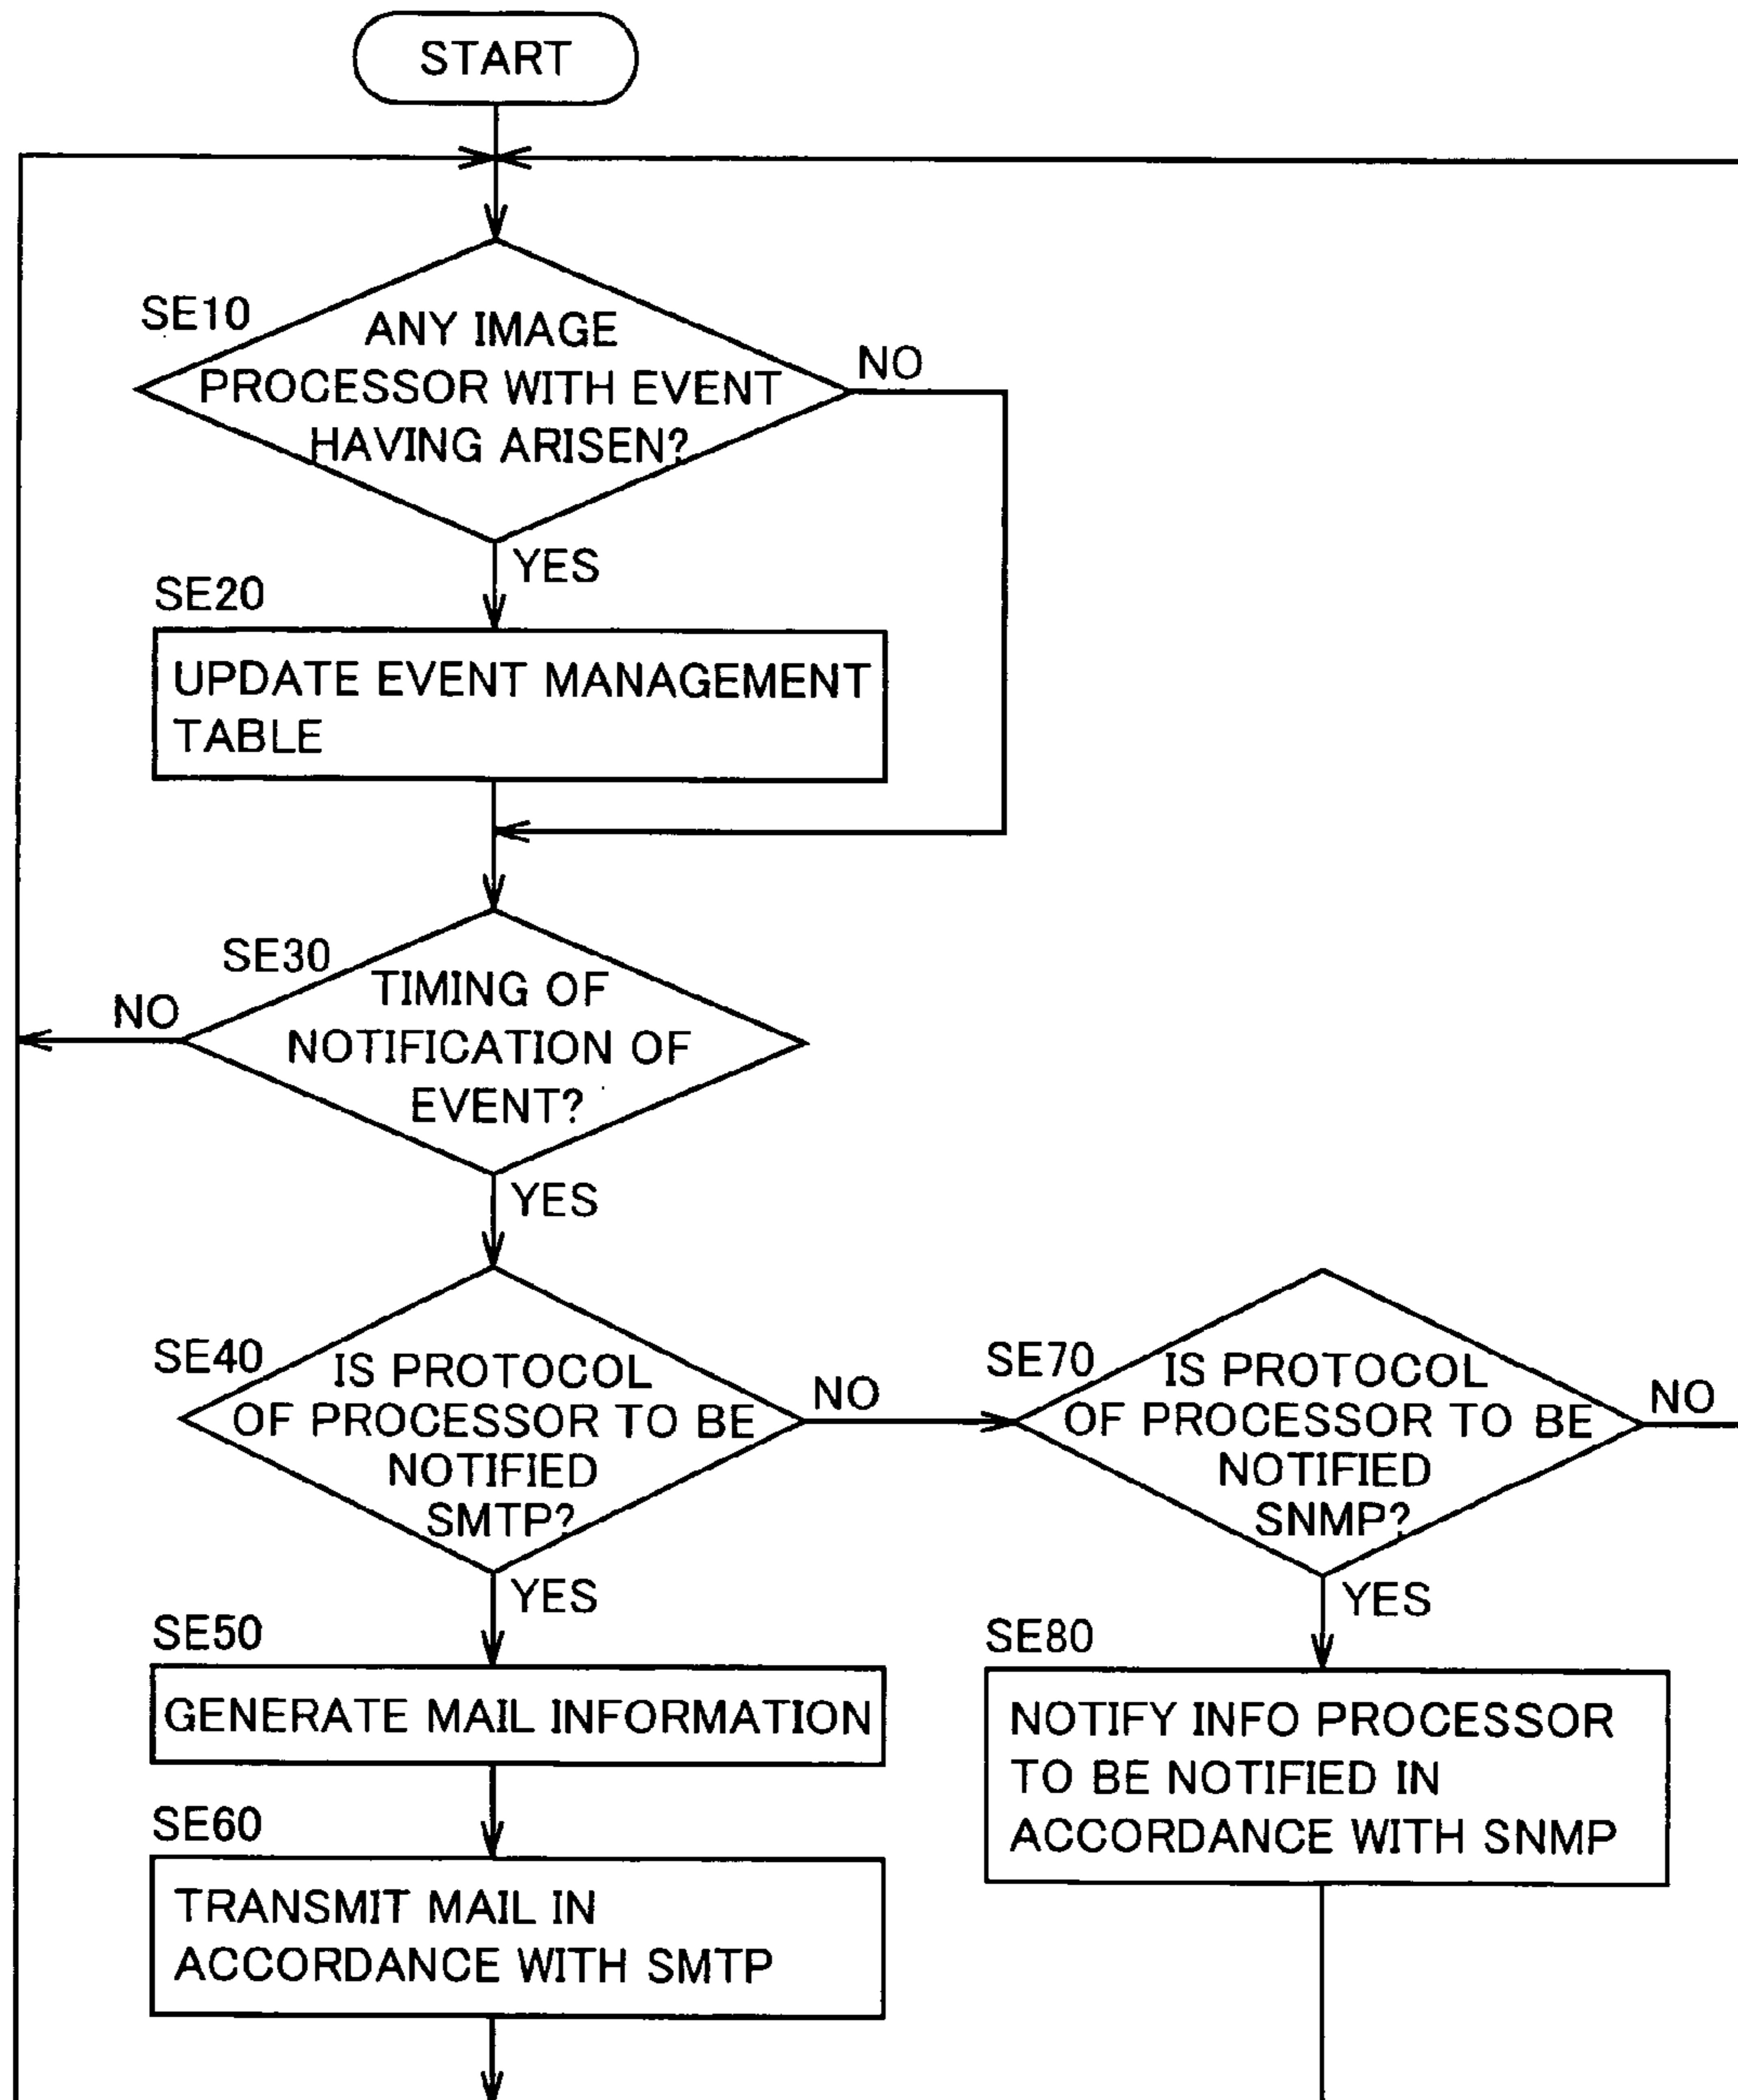 START
SE10
ANY IMAGE
PROCESSOR WITH EVENT
HAVING ARISEN?
NO
YES
SE20
UPDATE EVENT MANAGEMENT
TABLE
SE30
TIMING OF
NOTIFICATION OF
EVENT?
NO
YES
SE40
IS PROTOCOL
OF PROCESSOR TO BE
NOTIFIED
SMTP?
NO
YES
SE70
IS PROTOCOL
OF PROCESSOR TO BE
NOTIFIED
SNMP?
NO
YES
SE50
GENERATE MAIL INFORMATION
SE60
TRANSMIT MAIL IN
ACCORDANCE WITH SMTP
SE80
NOTIFY INFO PROCESSOR
TO BE NOTIFIED IN
ACCORDANCE WITH SNMP